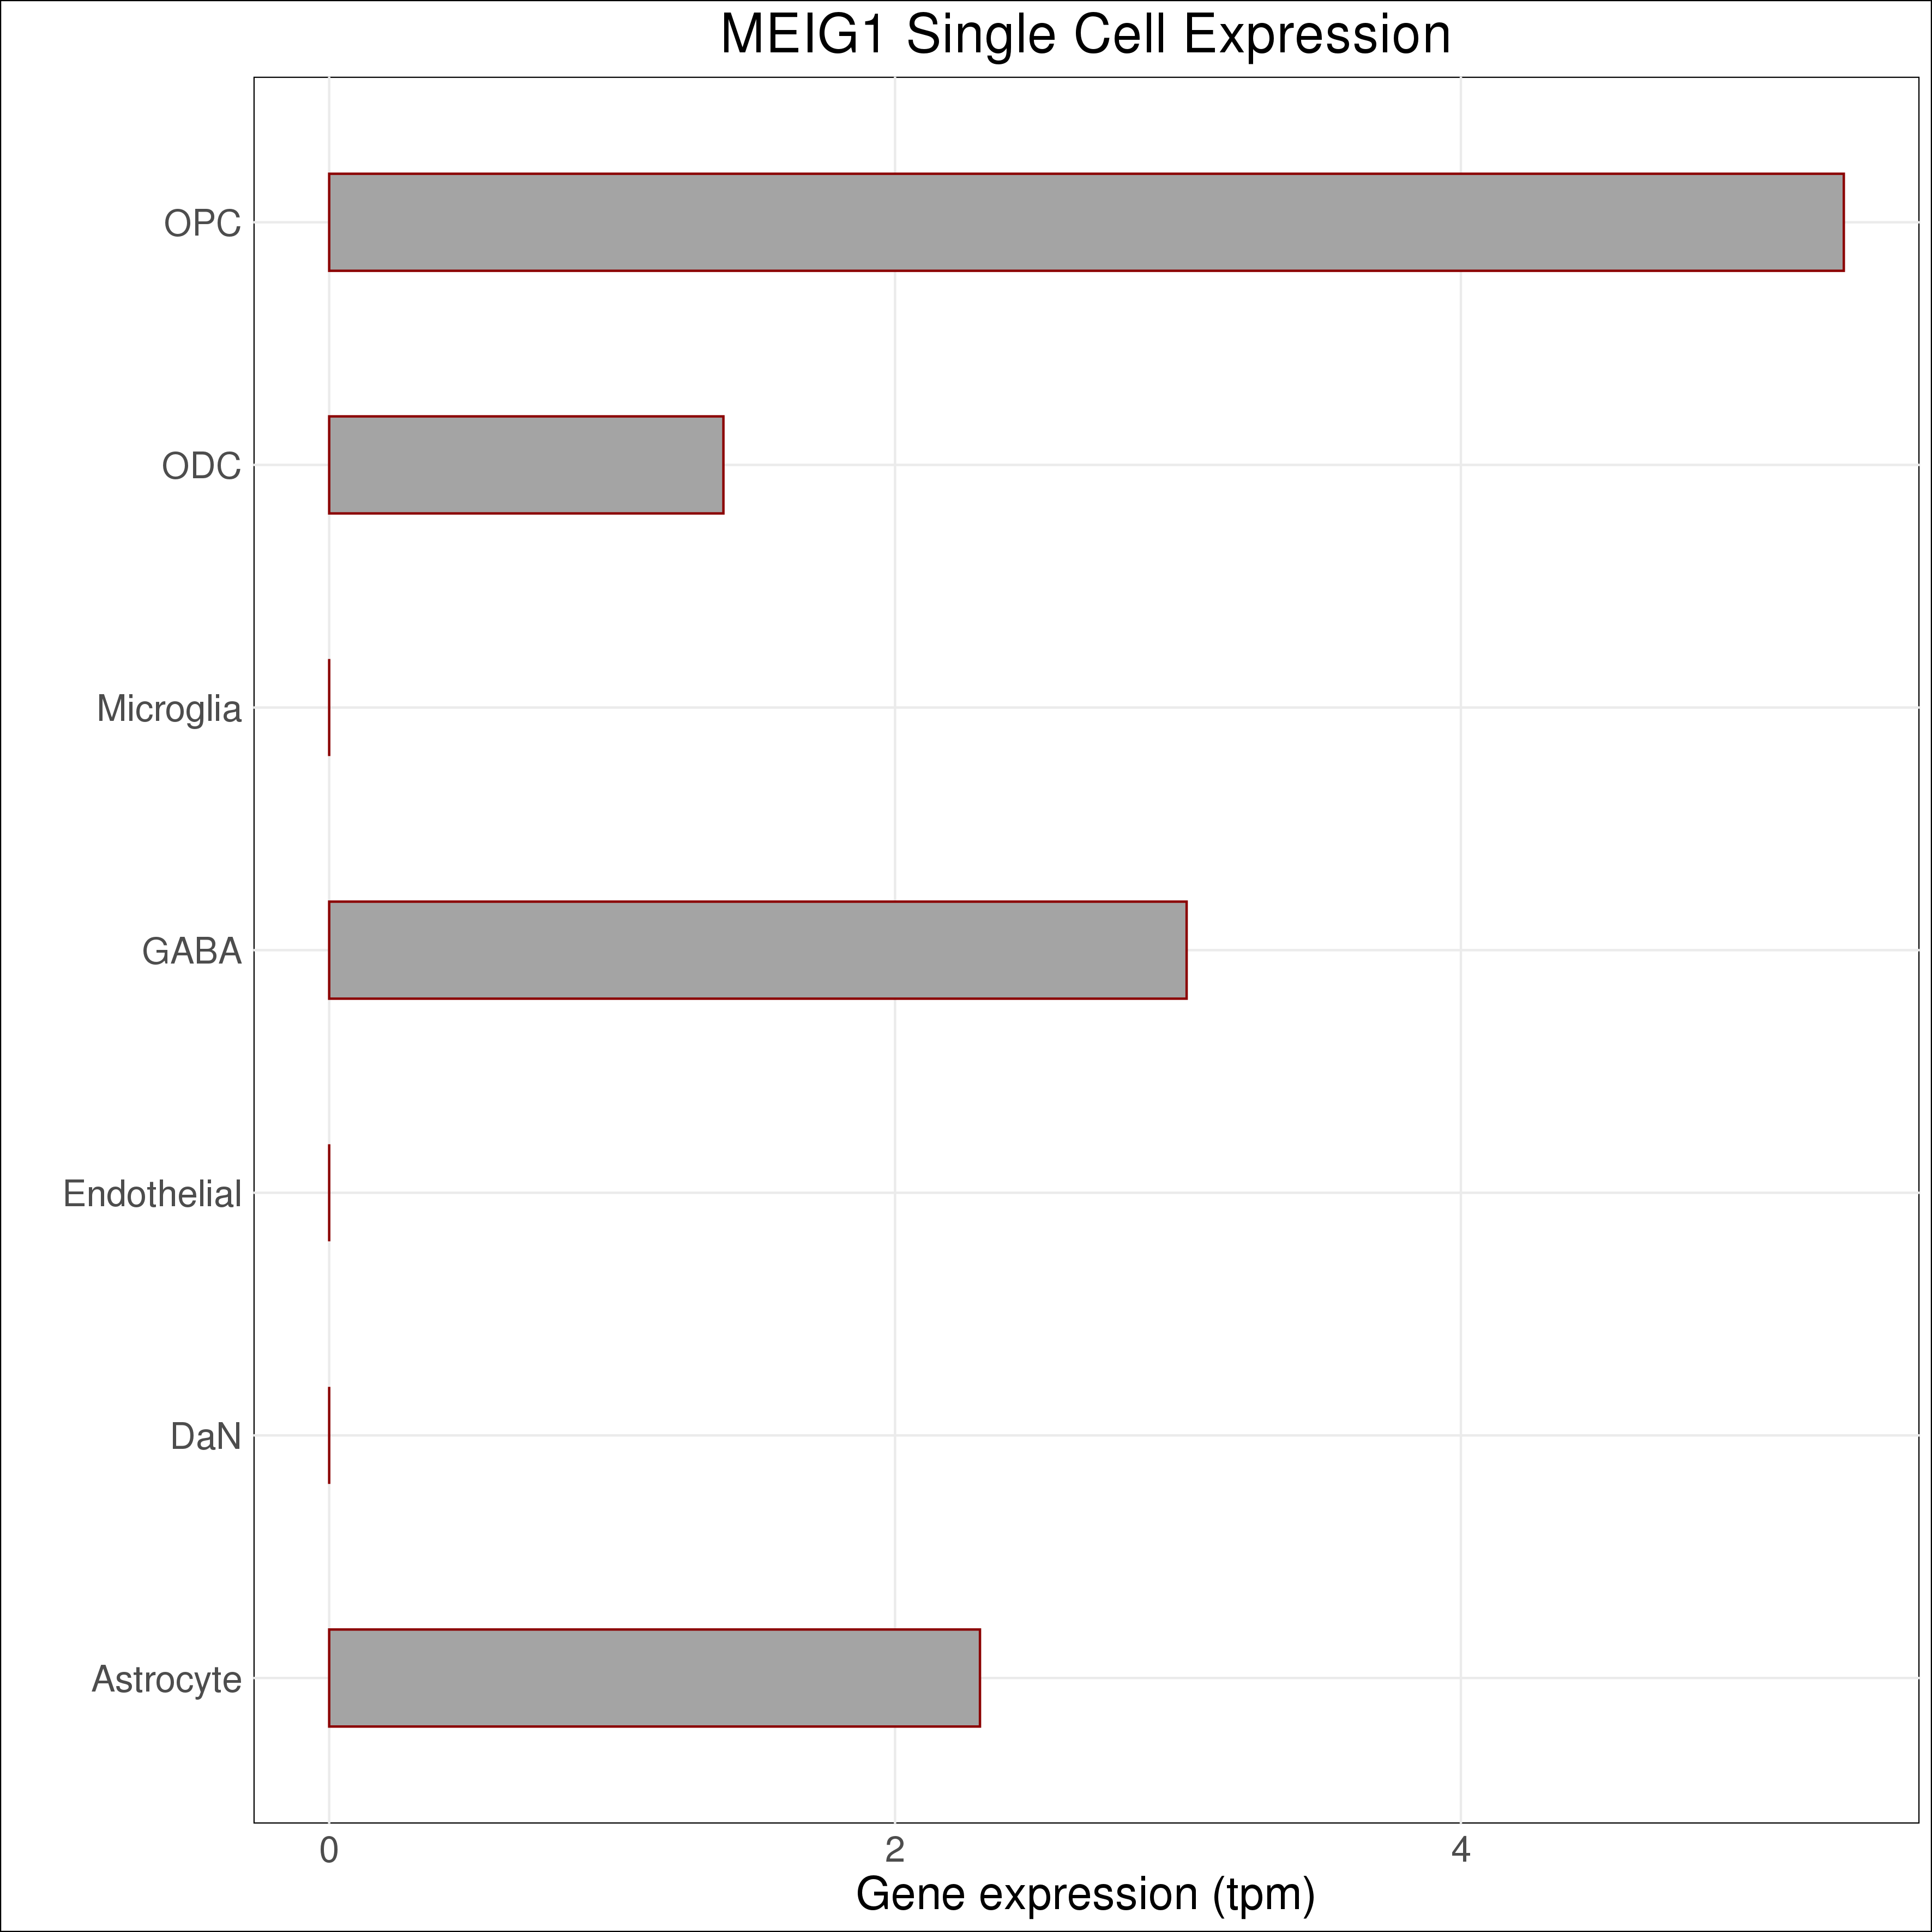 MEIG1 Single Cell Expression
OPC
ODC
Microglia
GABA
Endothelial
DaN
Astrocyte
0 2 4
Gene expression (tpm)